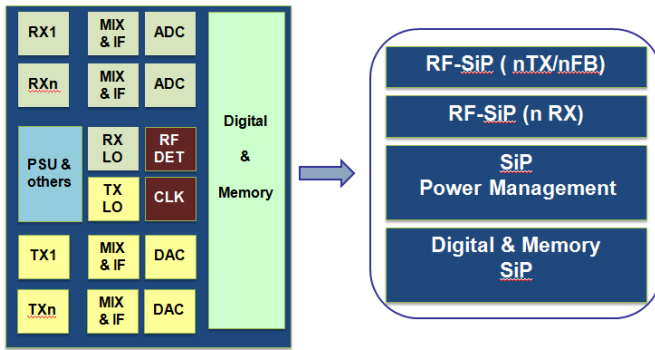 RX1
MIX
& IF
ADC
RXn
MIX
& IF
ADC
PSU &
others
RX
LO
RF
DET
TX
LO
CLK
TX1
MIX
& IF
DAC
TXn
MIX
& IF
DAC
Digital
&
Memory
RF-SiP ( nTX/nFB)
RF-SiP (n RX)
SiP
Power Management
Digital & Memory
SiP